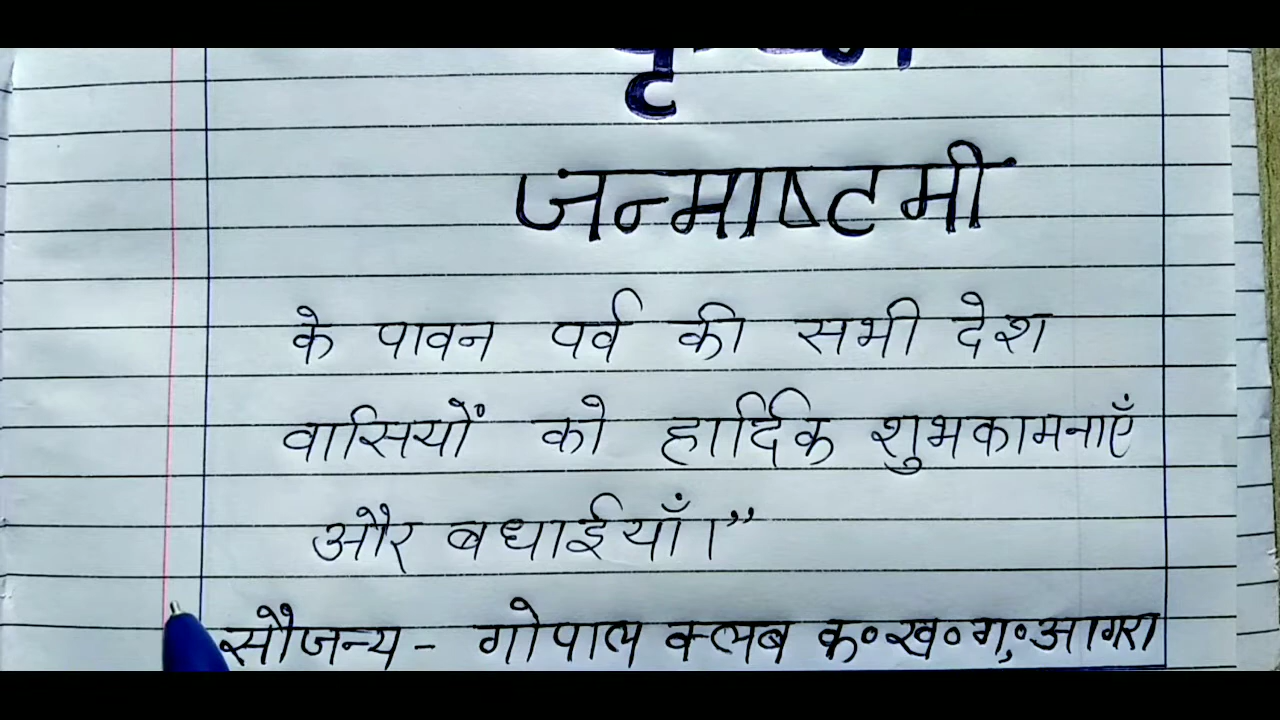 जन्माष्टमी
के पावन पर्व की सभी देश
वासियों को हार्दिक शुभकामनाएँ
और बधाईयाँ।”
सौजन्य - गोपाल क्लब क॰ख॰ग॰, आगरा